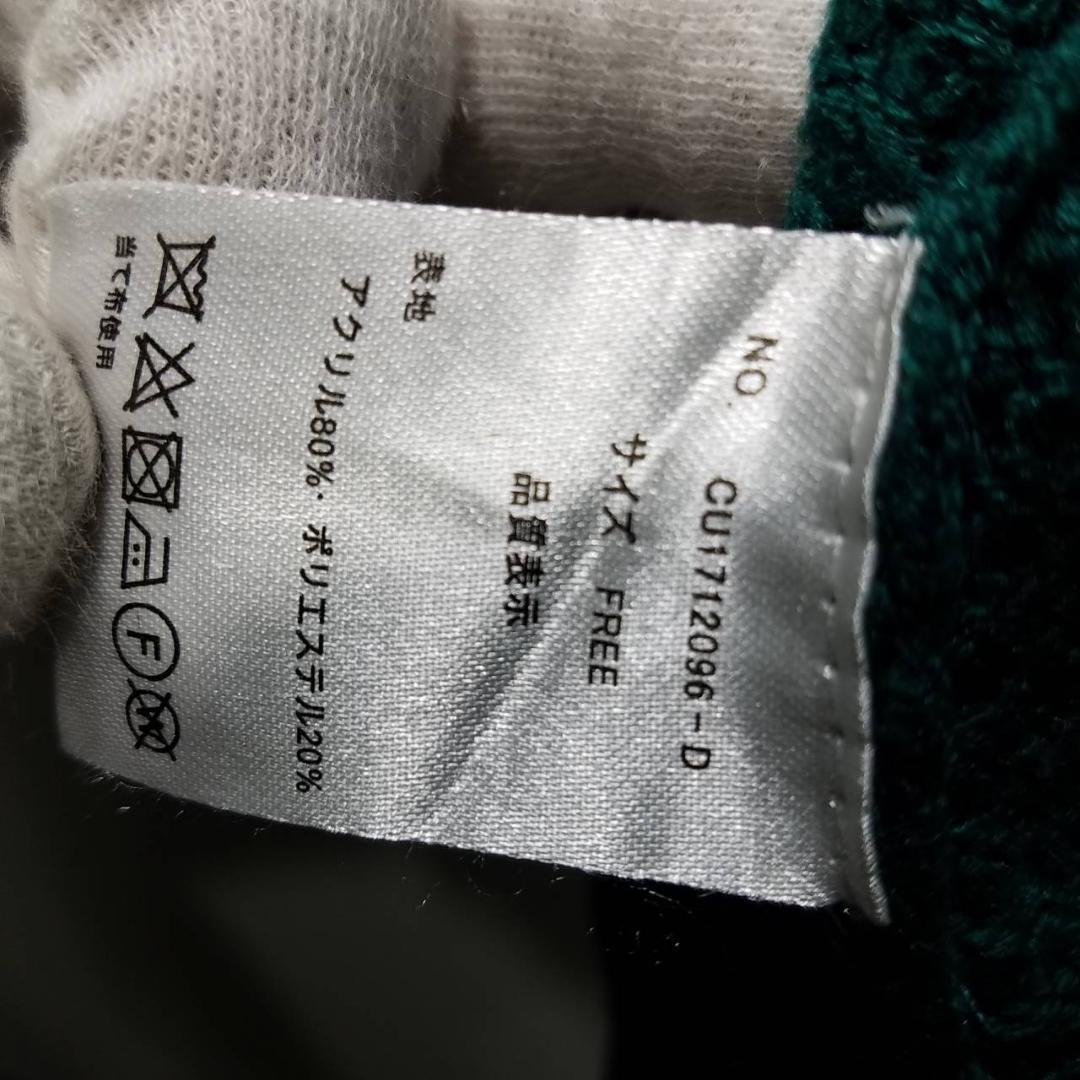 NO. CU1712096-D
サイズ FREE
品質表示
表地
アクリル80%・ポリエステル20%
F W
当て布使用